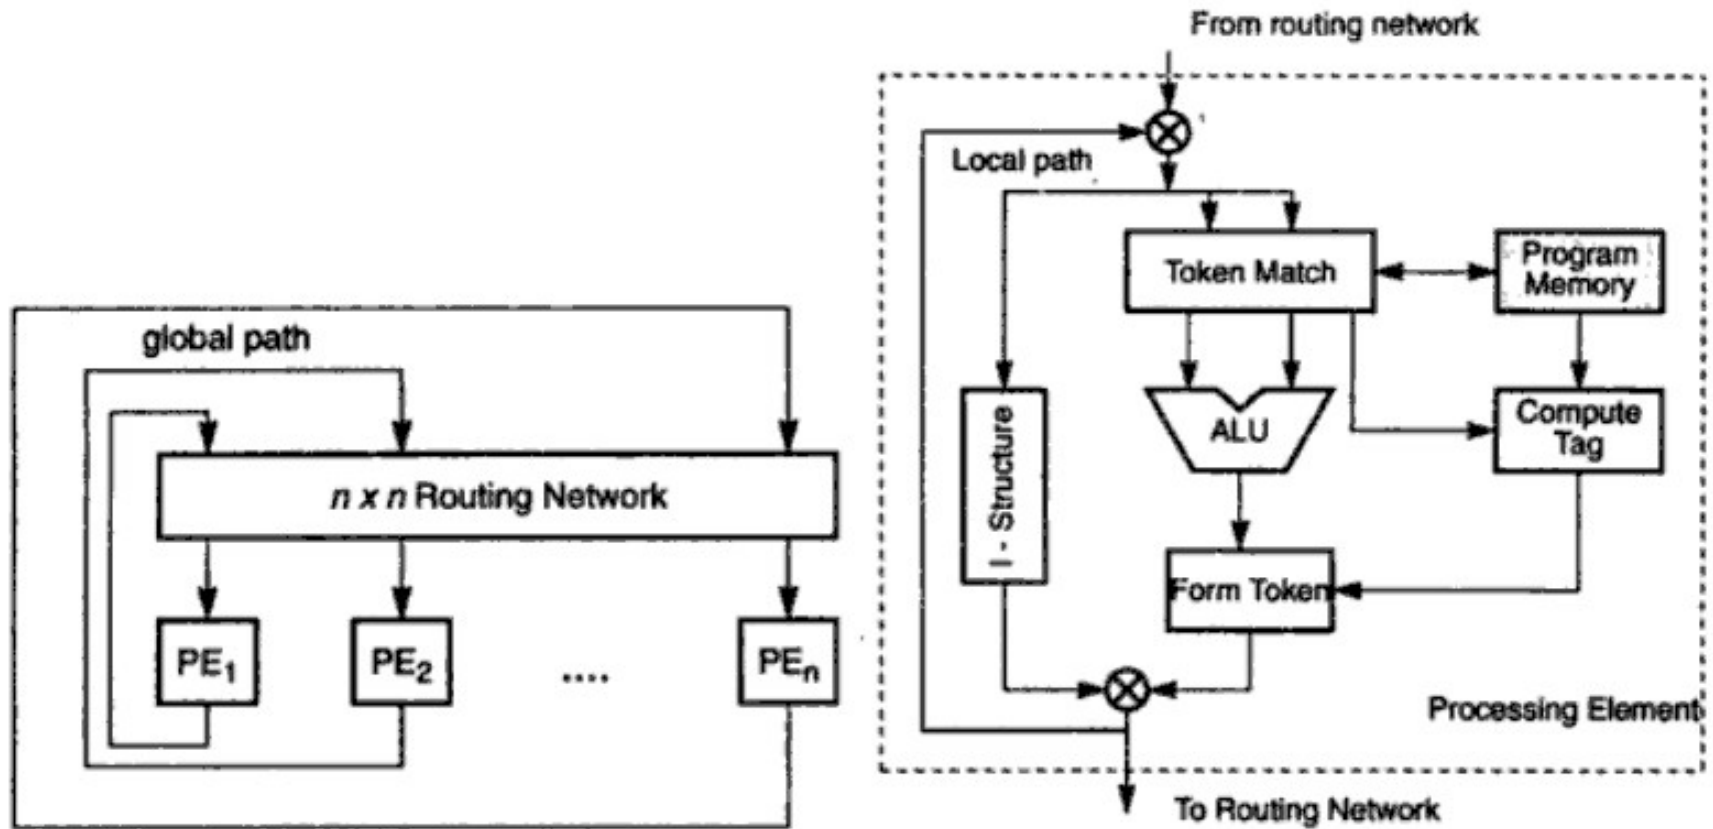 global path
n x n Routing Network
PE1
PE2
....
PEn
From routing network
Local path
Token Match
Program
Memory
I - Structure
ALU
Compute
Tag
Form Token
Processing Element
To Routing Network